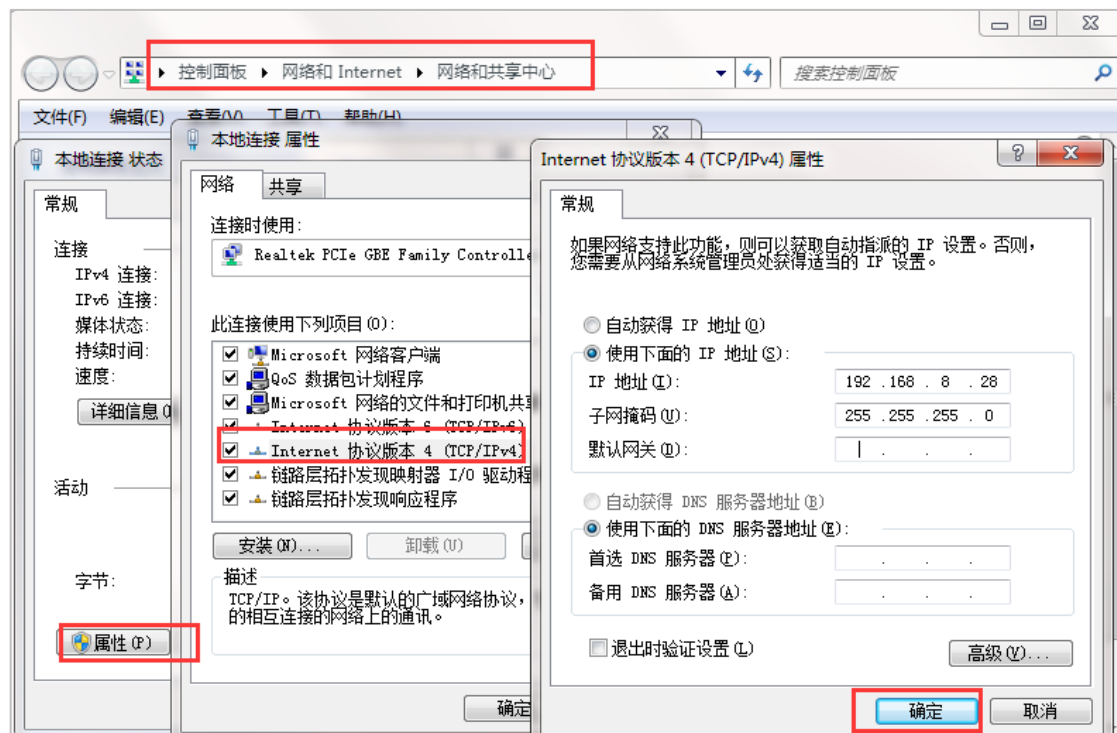 控制面板 网络和 Internet 网络和共享中心
搜索控制面板
文件(F) 编辑(E) 查看(V) 工具(T) 帮助(H)
本地连接 状态
常规
连接
IPv4 连接:
IPv6 连接:
媒体状态:
持续时间:
速度:
详细信息
活动
字节:
属性(P)
本地连接 属性
网络
共享
连接时使用:
Realtek PCIe GBE Family Controlle
此连接使用下列项目(O):
Microsoft 网络客户端
QoS 数据包计划程序
Microsoft 网络的文件和打印机共享
Internet 协议版本 6 (TCP/IPv6)
Internet 协议版本 4 (TCP/IPv4)
链路层拓扑发现映射器 I/O 驱动程
链路层拓扑发现响应程序
安装(N)...
卸载(U)
描述
TCP/IP。该协议是默认的广域网络协议，
的相互连接的网络上的通讯。
确定
Internet 协议版本 4 (TCP/IPv4) 属性
常规
如果网络支持此功能，则可以获取自动指派的 IP 设置。否则，
您需要从网络系统管理员处获得适当的 IP 设置。
自动获得 IP 地址(O)
使用下面的 IP 地址(S):
IP 地址(I): 192 .168 . 8 . 28
子网掩码(U): 255 .255 .255 . 0
默认网关(D): . . .
自动获得 DNS 服务器地址(B)
使用下面的 DNS 服务器地址(E):
首选 DNS 服务器(P): . . .
备用 DNS 服务器(A): . . .
退出时验证设置(L)
高级(V)...
确定
取消